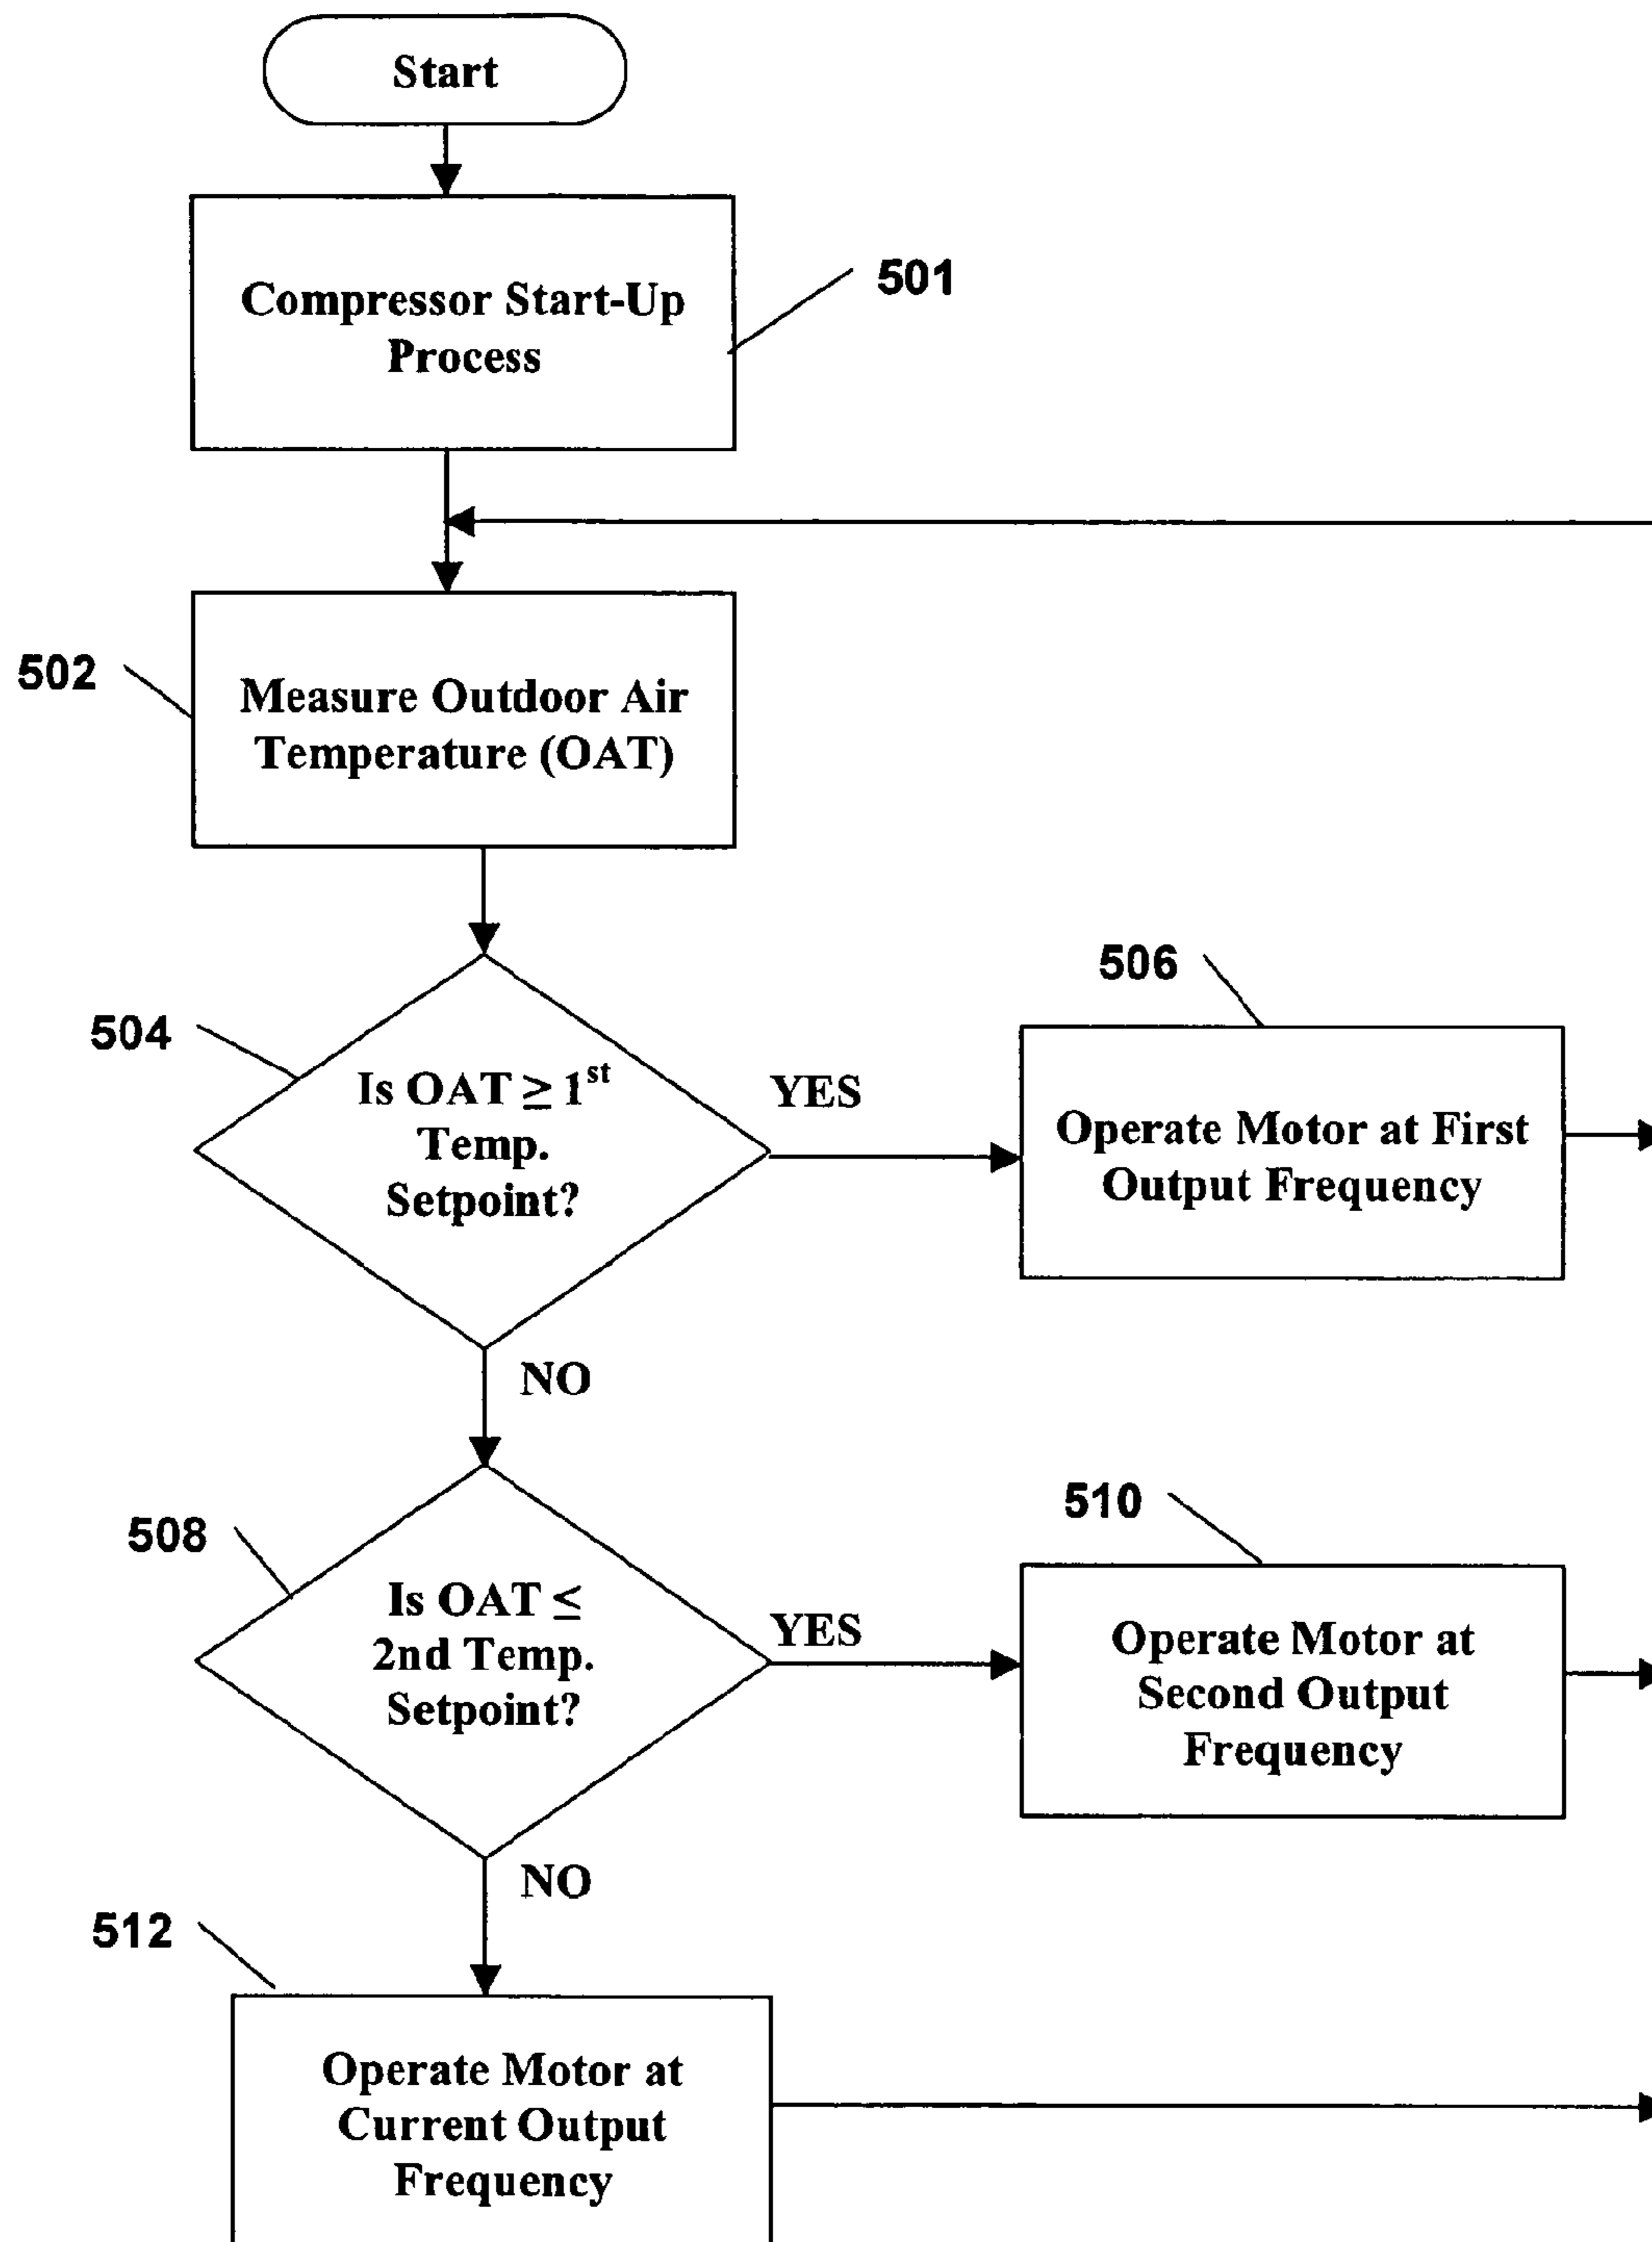 Start
Compressor Start-Up
Process
501
502
Measure Outdoor Air
Temperature (OAT)
504
Is OAT ≥ 1st
Temp.
Setpoint?
YES
506
Operate Motor at First
Output Frequency
NO
508
Is OAT ≤
2nd Temp.
Setpoint?
YES
510
Operate Motor at
Second Output
Frequency
NO
512
Operate Motor at
Current Output
Frequency